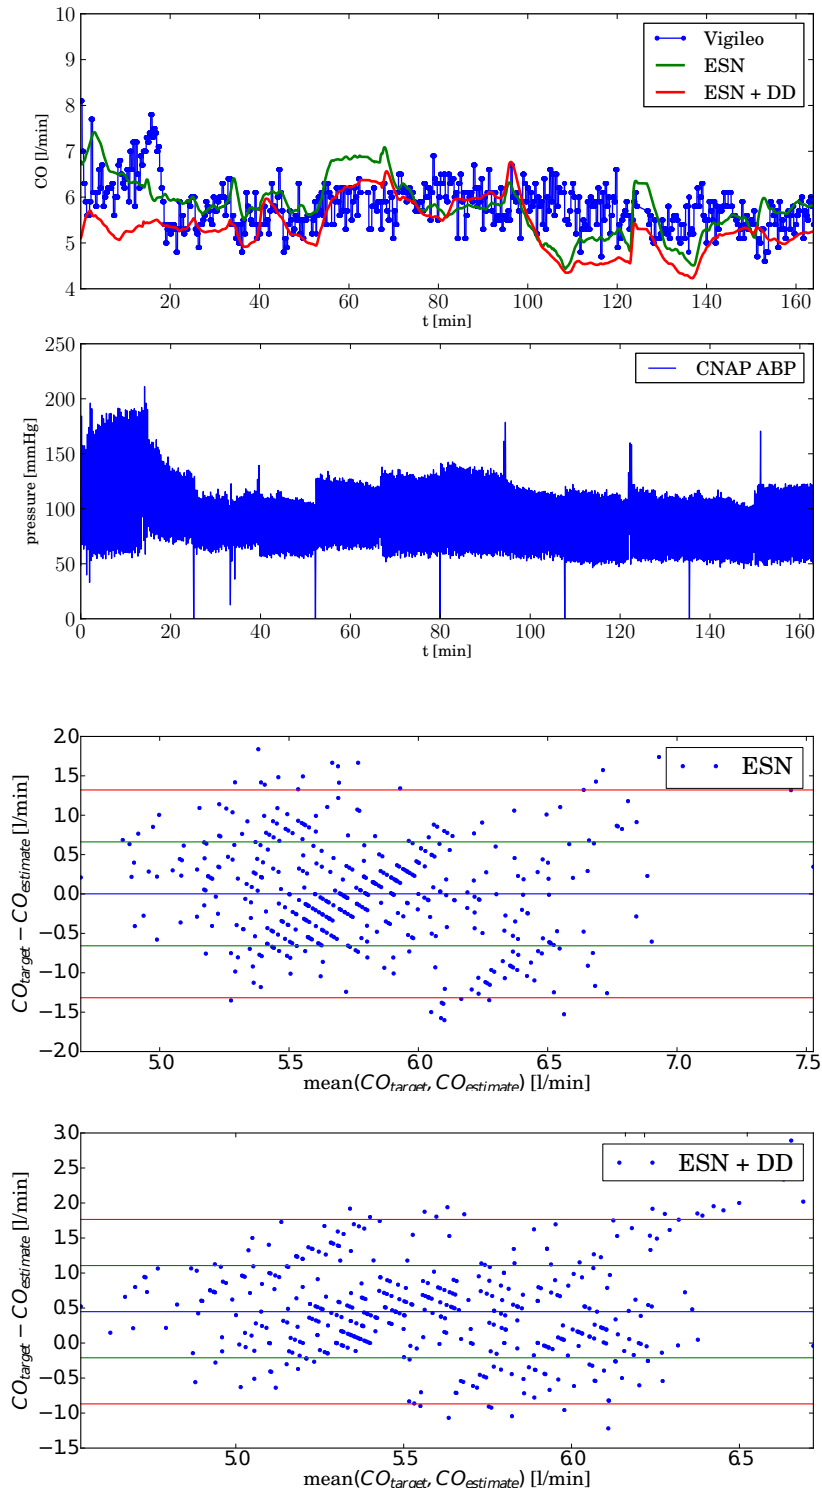 10
9
8
7
6
5
4
CO [l/min]
Vigileo
ESN
ESN + DD
20 40 60 80 100 120 140 160
t [min]
250
200
150
100
50
0
pressure [mmHg]
CNAP ABP
0 20 40 60 80 100 120 140 160
t [min]
2.0
1.5
1.0
0.5
0.0
−0.5
−1.0
−1.5
−2.0
CO_target − CO_estimate [l/min]
ESN
5.0 5.5 6.0 6.5 7.0 7.5
mean(CO_target, CO_estimate) [l/min]
3.0
2.5
2.0
1.5
1.0
0.5
0.0
−0.5
−1.0
−1.5
CO_target − CO_estimate [l/min]
ESN + DD
5.0 5.5 6.0 6.5
mean(CO_target, CO_estimate) [l/min]